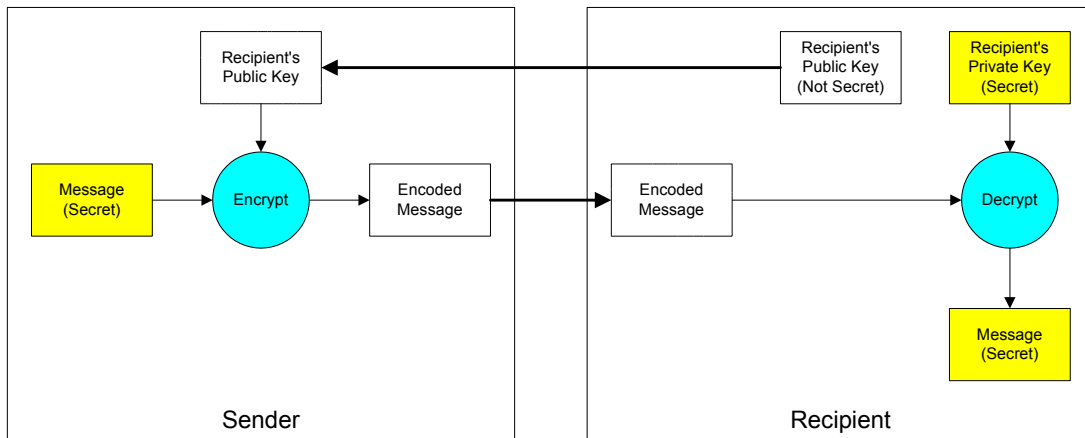 Recipient's
Public Key
Recipient's
Public Key
(Not Secret)
Recipient's
Private Key
(Secret)
Message
(Secret)
Encrypt
Encoded
Message
Encoded
Message
Decrypt
Message
(Secret)
Sender
Recipient